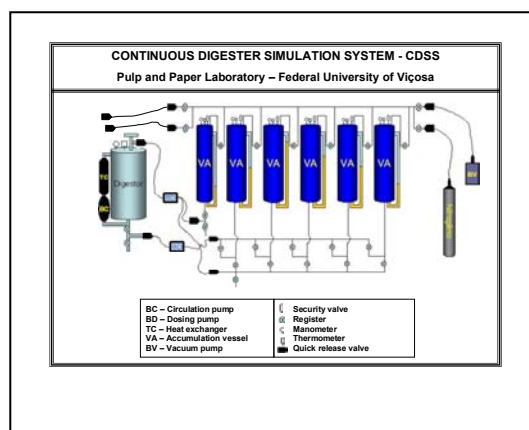 CONTINUOUS DIGESTER SIMULATION SYSTEM - CDSS
Pulp and Paper Laboratory – Federal University of Viçosa
VA VA VA VA VA VA
TC
Digestor
BC
BV
BC – Circulation pump
BD – Dosing pump
TC – Heat exchanger
VA – Accumulation vessel
BV – Vacuum pump
Security valve
Register
Manometer
Thermometer
Quick release valve